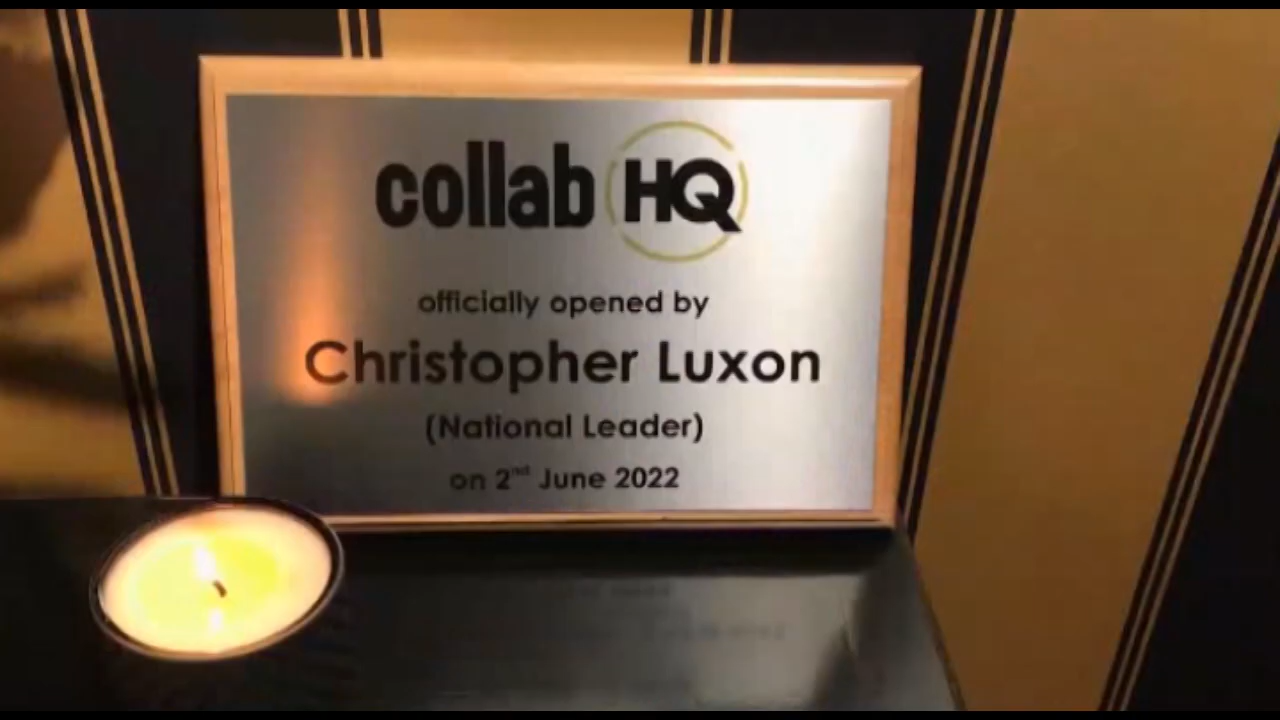 collab HQ
officially opened by
Christopher Luxon
(National Leader)
on 2nd June 2022